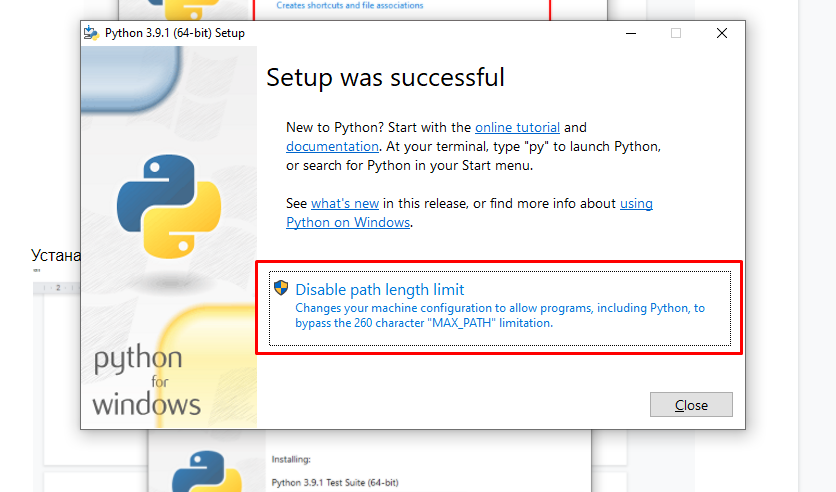 Creates shortcuts and file associations
Python 3.9.1 (64-bit) Setup
Setup was successful
New to Python? Start with the online tutorial and
documentation. At your terminal, type "py" to launch Python,
or search for Python in your Start menu.
See what's new in this release, or find more info about using
Python on Windows.
Устана
2
Disable path length limit
Changes your machine configuration to allow programs, including Python, to
bypass the 260 character "MAX_PATH" limitation.
python
for
windows
Close
Installing:
Python 3.9.1 Test Suite (64-bit)